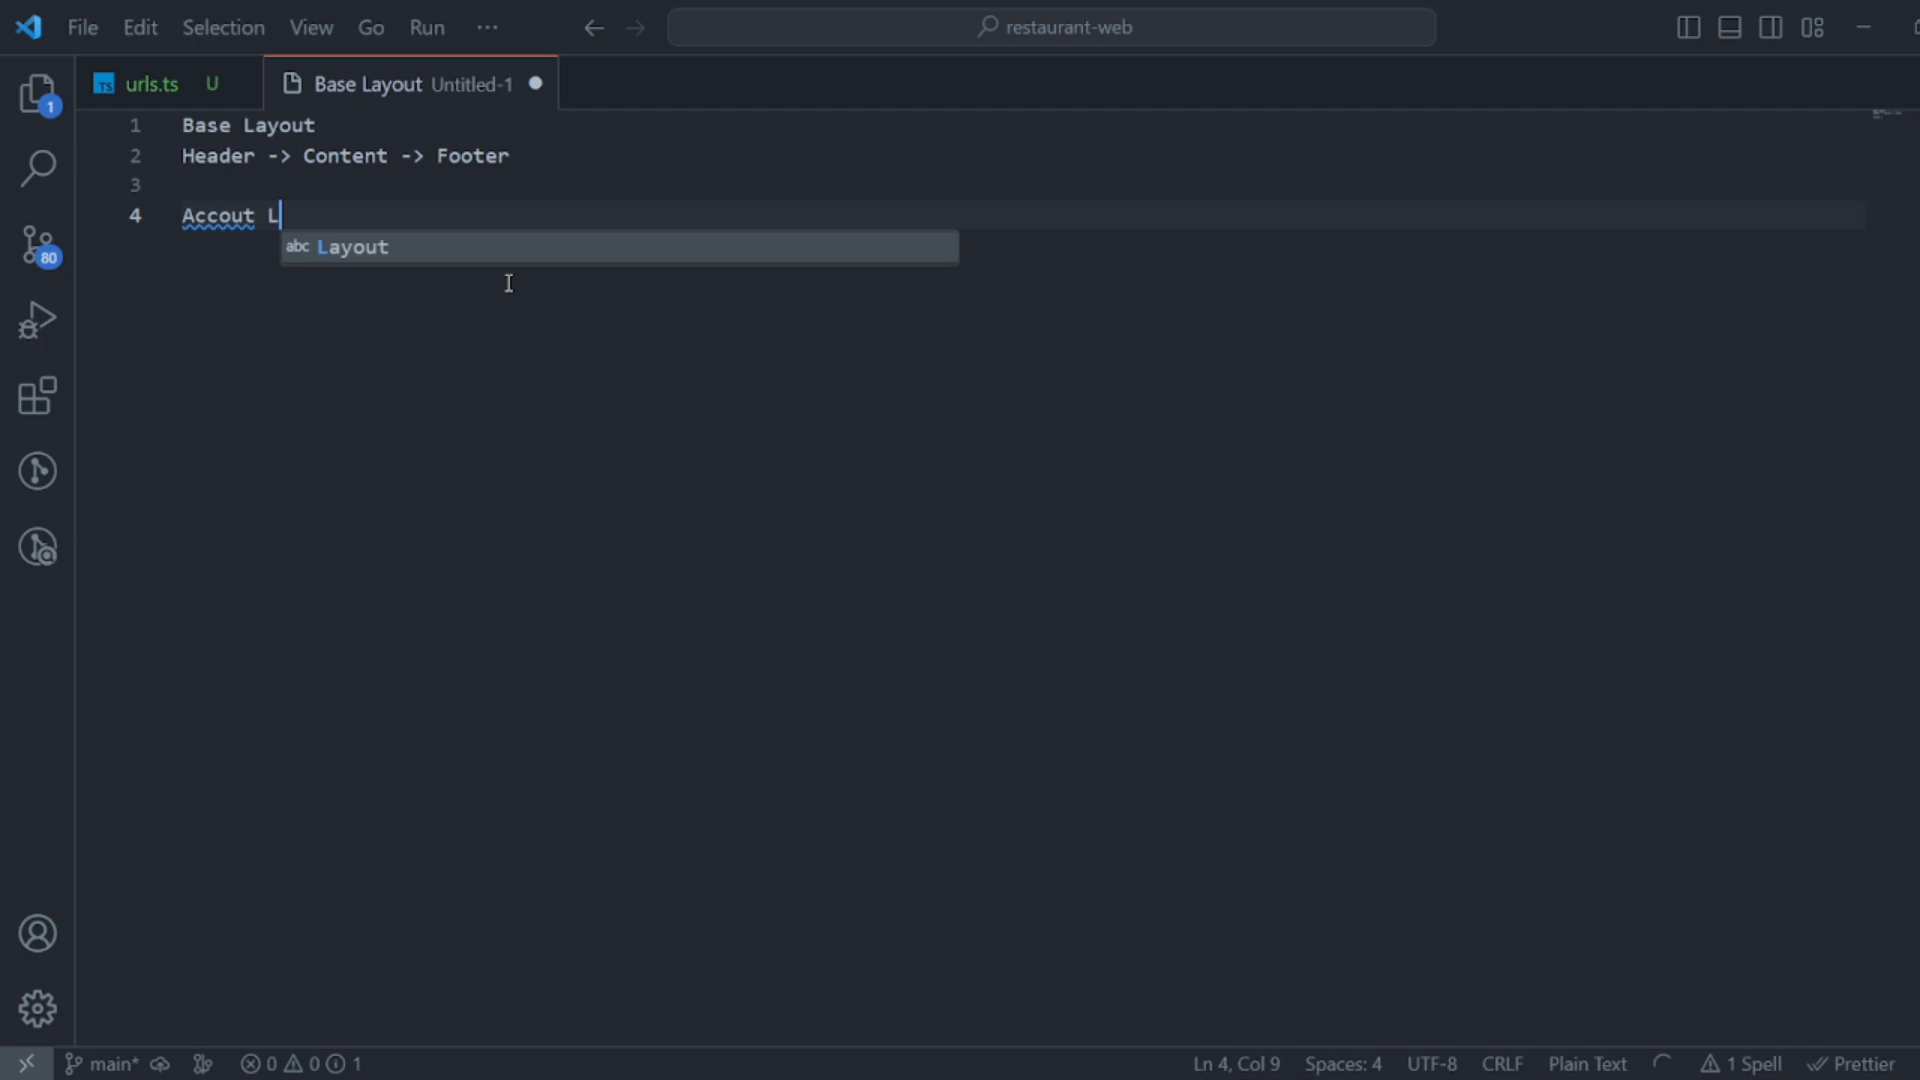 File Edit Selection View Go Run ···
restaurant-web
urls.ts U
Base Layout Untitled-1
1 Base Layout
2 Header -> Content -> Footer
3
4 Accout L
abc Layout
1
80
main*
0 0 1
Ln 4, Col 9 Spaces: 4 UTF-8 CRLF Plain Text 1 Spell Prettier